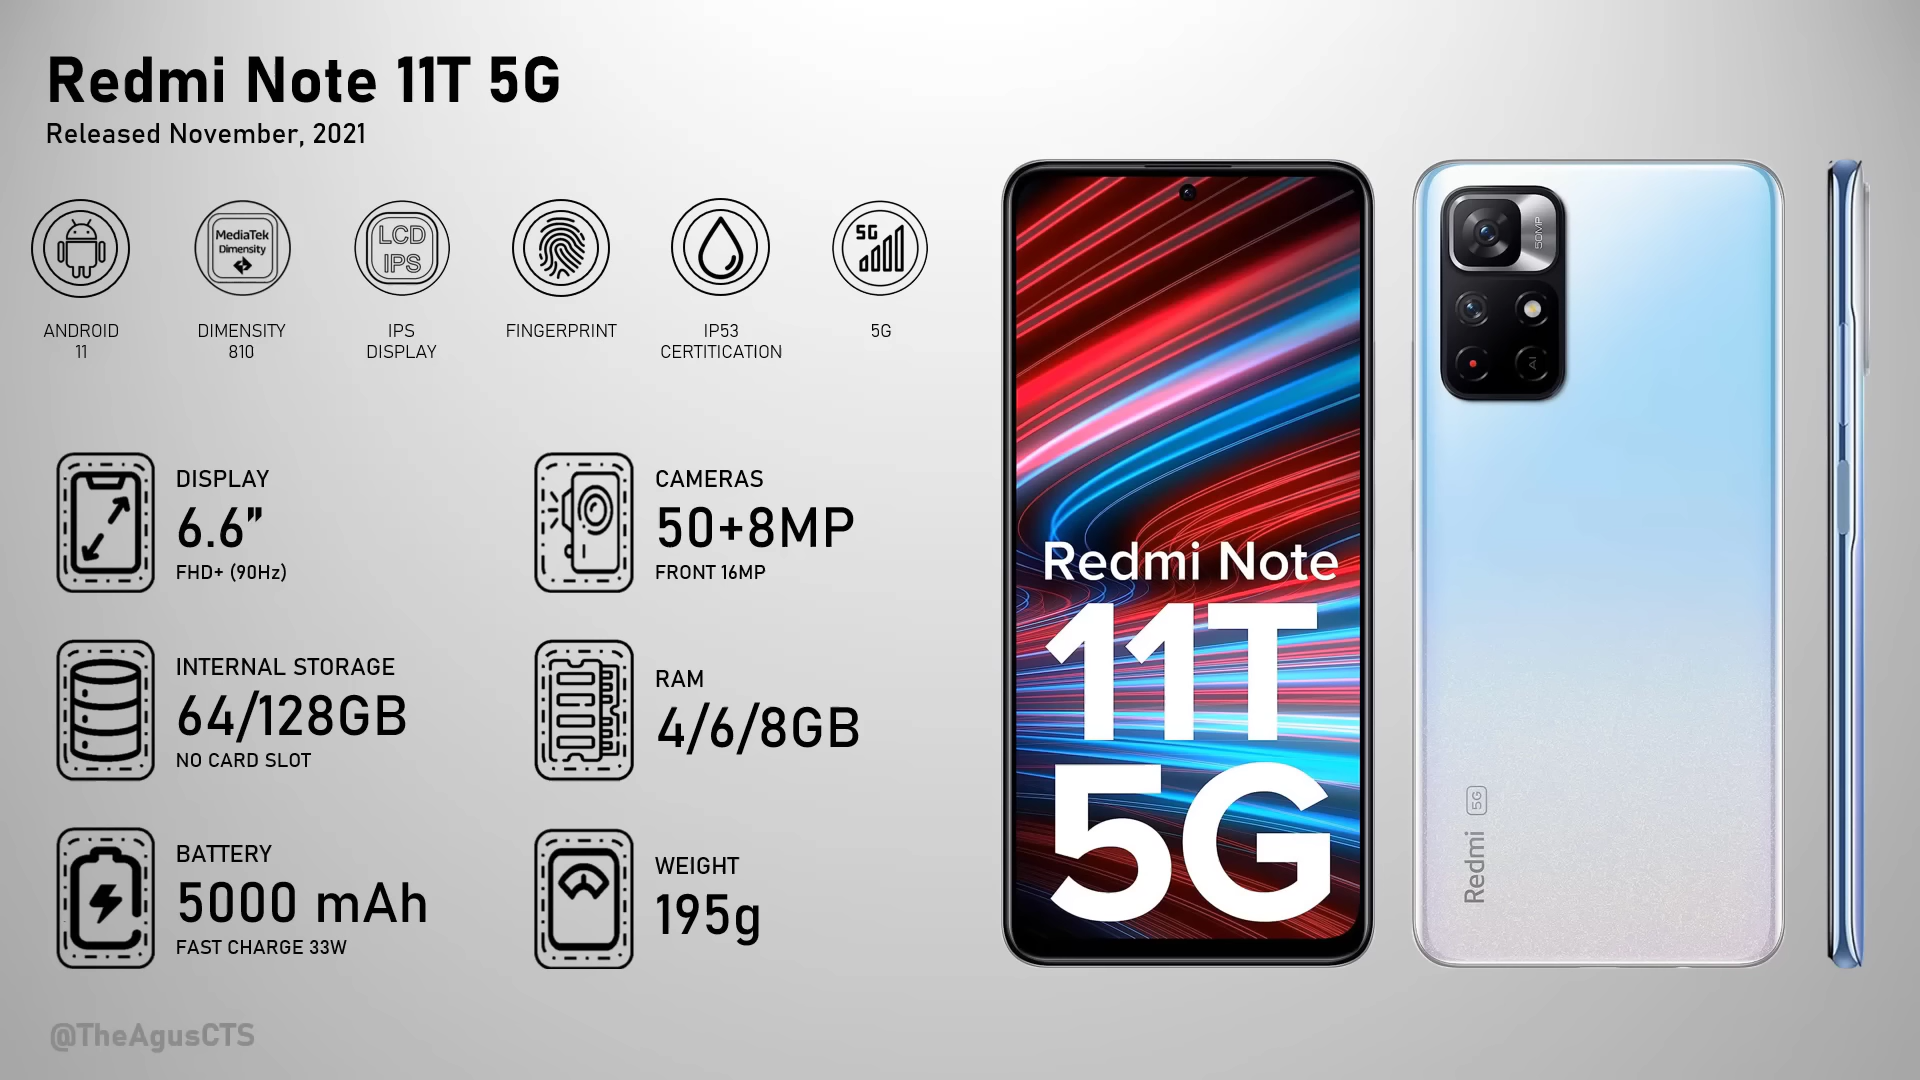 Redmi Note 11T 5G
Released November, 2021
MediaTek
Dimensity
LCD
IPS
5G
ANDROID
11
DIMENSITY
810
IPS
DISPLAY
FINGERPRINT
IP53
CERTITICATION
5G
DISPLAY
6.6”
FHD+ (90Hz)
CAMERAS
50+8MP
FRONT 16MP
INTERNAL STORAGE
64/128GB
NO CARD SLOT
RAM
4/6/8GB
BATTERY
5000 mAh
FAST CHARGE 33W
WEIGHT
195g
@TheAgusCTS
Redmi Note
11T
5G
50MP
AI
Redmi 5G